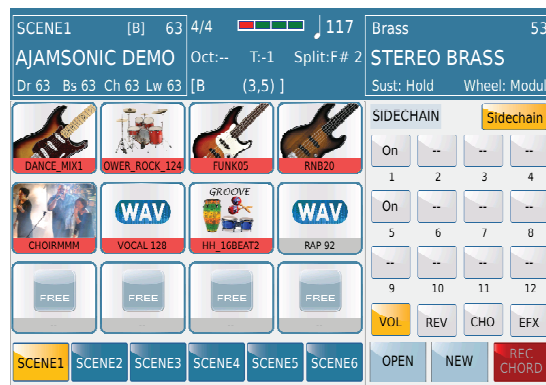 SCENE1 [B] 63 4/4 117 Brass 53
AJAMSONIC DEMO Oct:-- T:-1 Split:F# 2 STEREO BRASS
Dr 63 Bs 63 Ch 63 Lw 63 [B (3,5) ] Sust: Hold Wheel: Modul
SIDECHAIN Sidechain
DANCE_MIX1 OWER_ROCK_124 FUNK05 RNB20
On -- -- --
1 2 3 4
GROOVE
WAV WAV
CHOIRMMM VOCAL 128 HH_16BEAT2 RAP 92
On -- -- --
5 6 7 8
-- -- -- --
9 10 11 12
FREE FREE FREE FREE
-- -- -- --
VOL REV CHO EFX
SCENE1 SCENE2 SCENE3 SCENE4 SCENE5 SCENE6
OPEN NEW REC CHORD